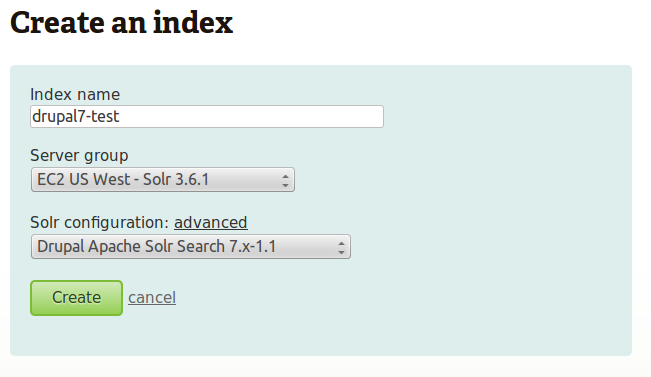 Create an index
Index name
drupal7-test
Server group
EC2 US West - Solr 3.6.1
Solr configuration: advanced
Drupal Apache Solr Search 7.x-1.1
Create cancel